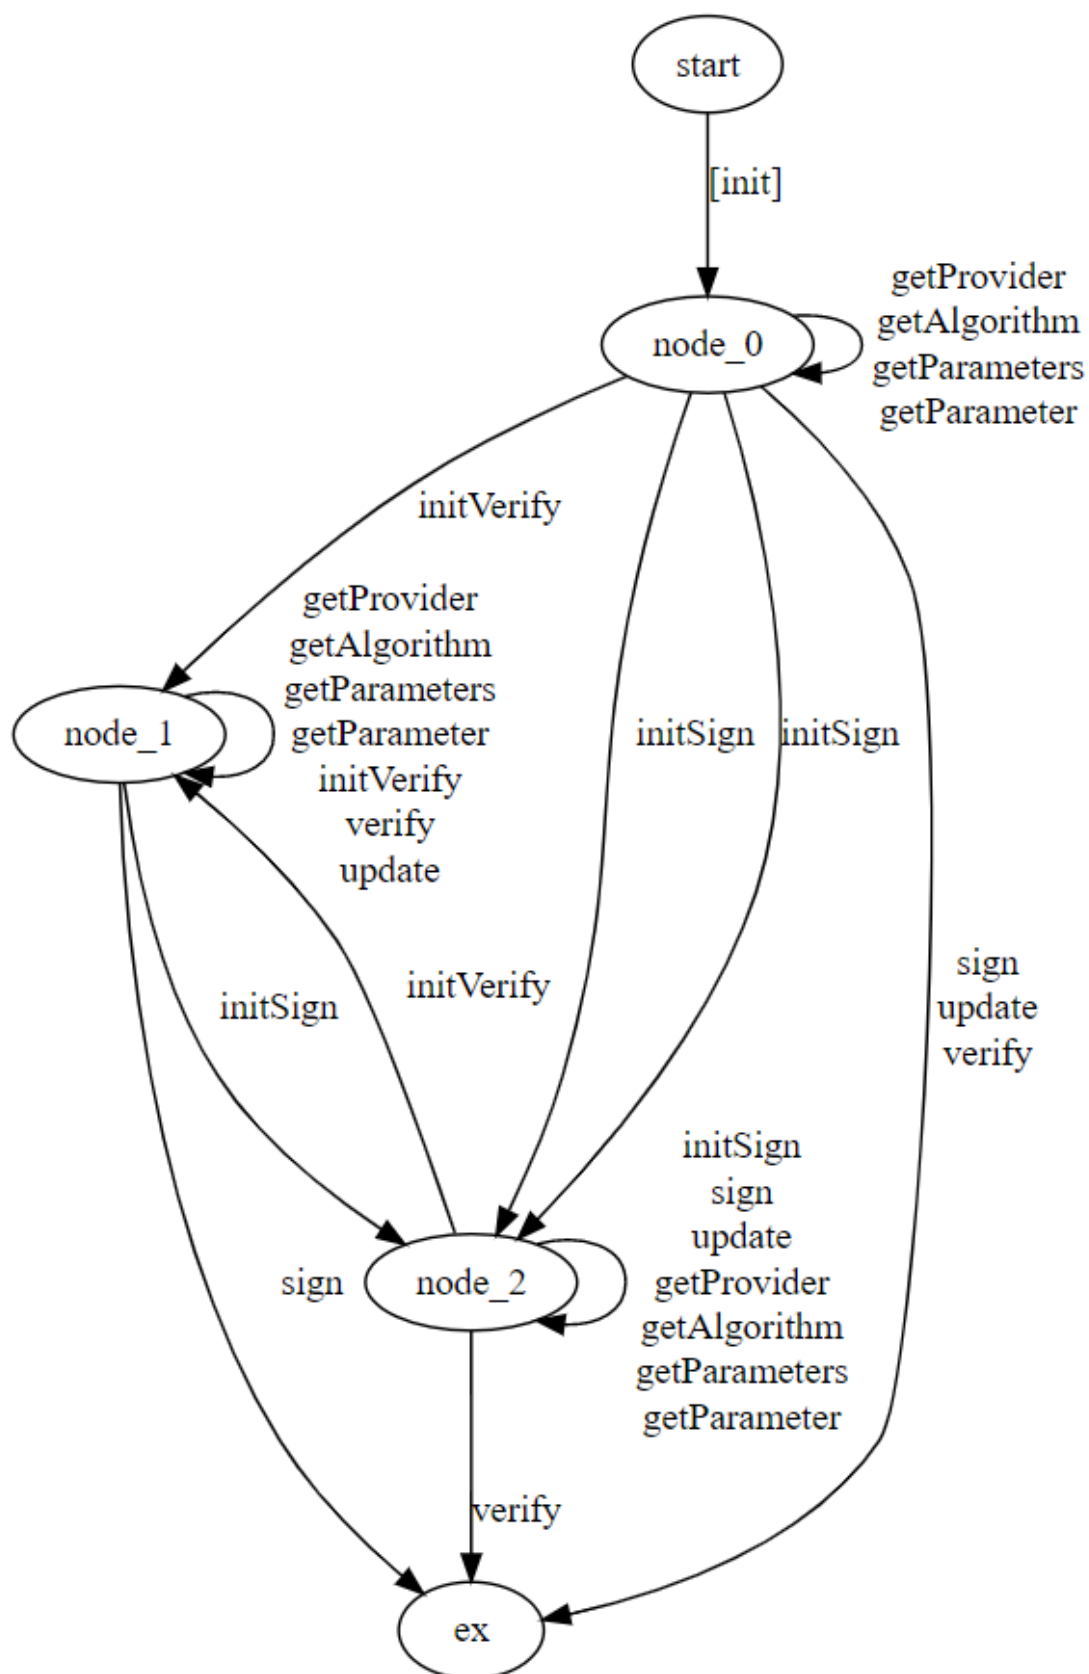 start
[init]
getProvider
getAlgorithm
getParameters
getParameter
node_0
initVerify
getProvider
getAlgorithm
getParameters
getParameter
initVerify
verify
update
node_1
initSign
initSign
initSign
initVerify
sign
update
verify
initSign
sign
update
getProvider
getAlgorithm
getParameters
getParameter
sign
node_2
verify
ex